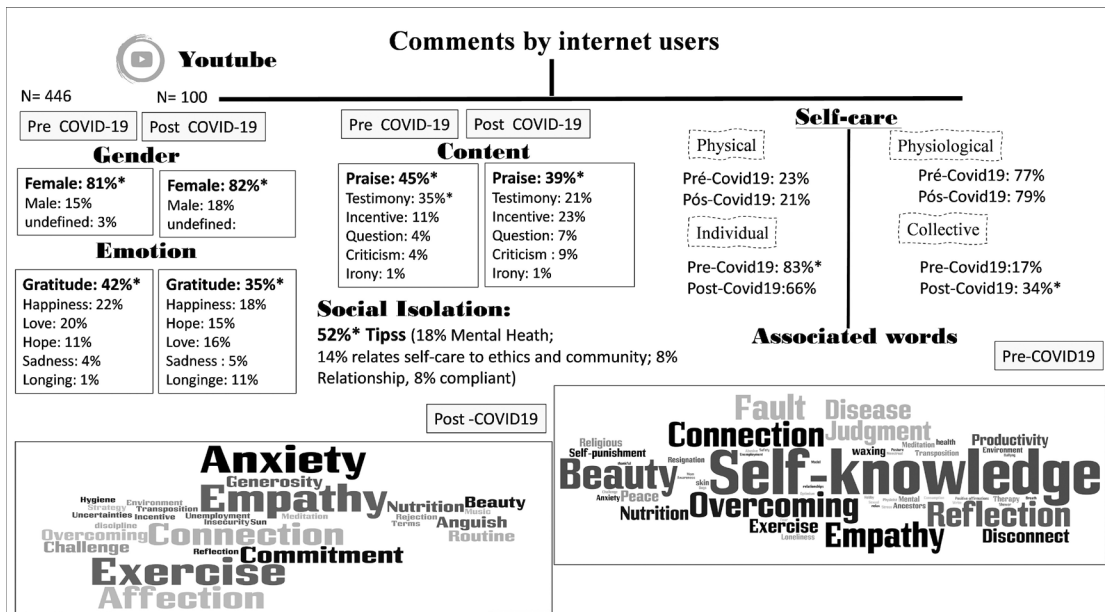 Comments by internet users
Youtube
N= 446
N= 100
Pre COVID-19
Post COVID-19
Gender
Female: 81%*
Male: 15%
undefined: 3%
Female: 82%*
Male: 18%
undefined:
Emotion
Gratitude: 42%*
Happiness: 22%
Love: 20%
Hope: 11%
Sadness: 4%
Longing: 1%
Gratitude: 35%*
Happiness: 18%
Hope: 15%
Love: 16%
Sadness : 5%
Longinge: 11%
Pre COVID-19
Post COVID-19
Content
Praise: 45%*
Testimony: 35%*
Incentive: 11%
Question: 4%
Criticism: 4%
Irony: 1%
Praise: 39%*
Testimony: 21%
Incentive: 23%
Question: 7%
Criticism : 9%
Irony: 1%
Social Isolation:
52%* Tipss (18% Mental Heath;
14% relates self-care to ethics and community; 8%
Relationship, 8% compliant)
Self-care
Physical
Pré-Covid19: 23%
Pós-Covid19: 21%
Physiological
Pré-Covid19: 77%
Pós-Covid19: 79%
Individual
Pre-Covid19: 83%*
Post-Covid19:66%
Collective
Pre-Covid19:17%
Post-Covid19: 34%*
Associated words
Pre-COVID19
Post -COVID19
Anxiety
Generosity
Empathy
Hygiene
Strategy
Uncertainties
Environment
Transposition
Incentive
Unemployment
Meditation
Insecurity
Sun
Nutrition
Beauty
Music
Rejection
Terms
Anguish
Routine
discipline
Overcoming
Challenge
Connection
Reflection
Commitment
Exercise
Affection
Fault
Disease
Judgment
Connection
Religious
Self-punishment
Resignation
Beauty
Self-knowledge
waxing
Meditation
health
Transposition
Productivity
Environment
skin
Anxiety
Peace
Nutrition
Overcoming
Exercise
Loneliness
Empathy
Mental
Ancestors
Therapy
Reflection
Disconnect